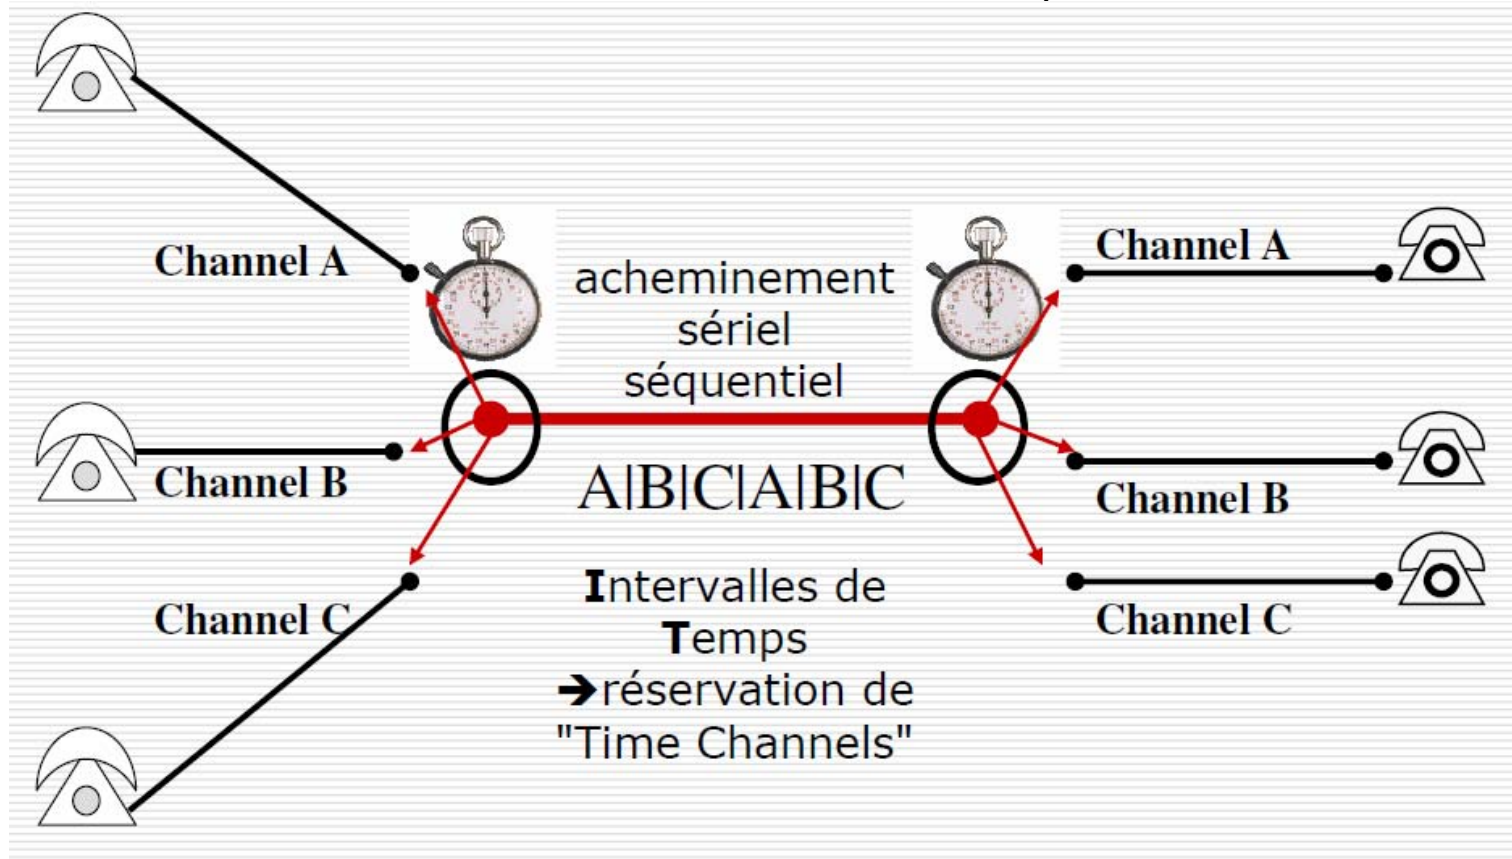 Channel A
acheminement
sériel
séquentiel
Channel A
Channel B
A|B|C|A|B|C
Channel B
Channel C
Intervalles de
Temps
➔réservation de
"Time Channels"
Channel C